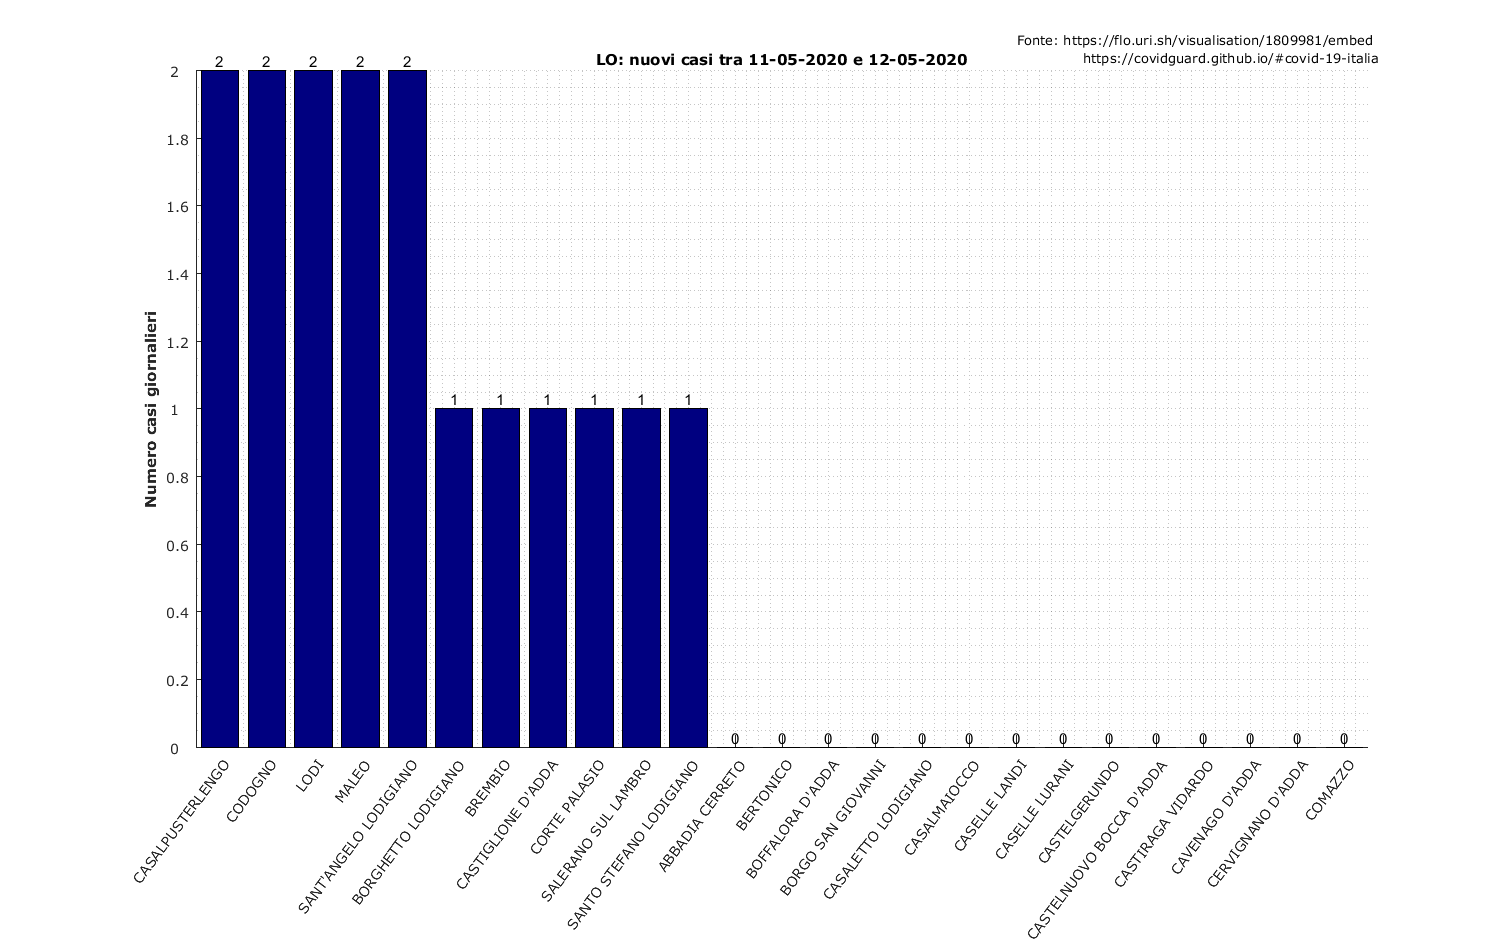 Fonte: https://flo.uri.sh/visualisation/1809981/embed
https://covidguard.github.io/#covid-19-italia
LO: nuovi casi tra 11-05-2020 e 12-05-2020
Numero casi giornalieri
2
1.8
1.6
1.4
1.2
1
0.8
0.6
0.4
0.2
0
2 2 2 2 2
1 1 1 1 1 1
0 0 0 0 0 0 0 0 0 0 0 0 0 0
CASALPUSTERLENGO
CODOGNO
LODI
MALEO
SANT'ANGELO LODIGIANO
BORGHETTO LODIGIANO
BREMBIO
CASTIGLIONE D'ADDA
CORTE PALASIO
SALERANO SUL LAMBRO
SANTO STEFANO LODIGIANO
ABBADIA CERRETO
BERTONICO
BOFFALORA D'ADDA
BORGO SAN GIOVANNI
CASALETTO LODIGIANO
CASALMAIOCCO
CASELLE LANDI
CASELLE LURANI
CASTELGERUNDO
CASTELNUOVO BOCCA D'ADDA
CASTIRAGA VIDARDO
CAVENAGO D'ADDA
CERVIGNANO D'ADDA
COMAZZO